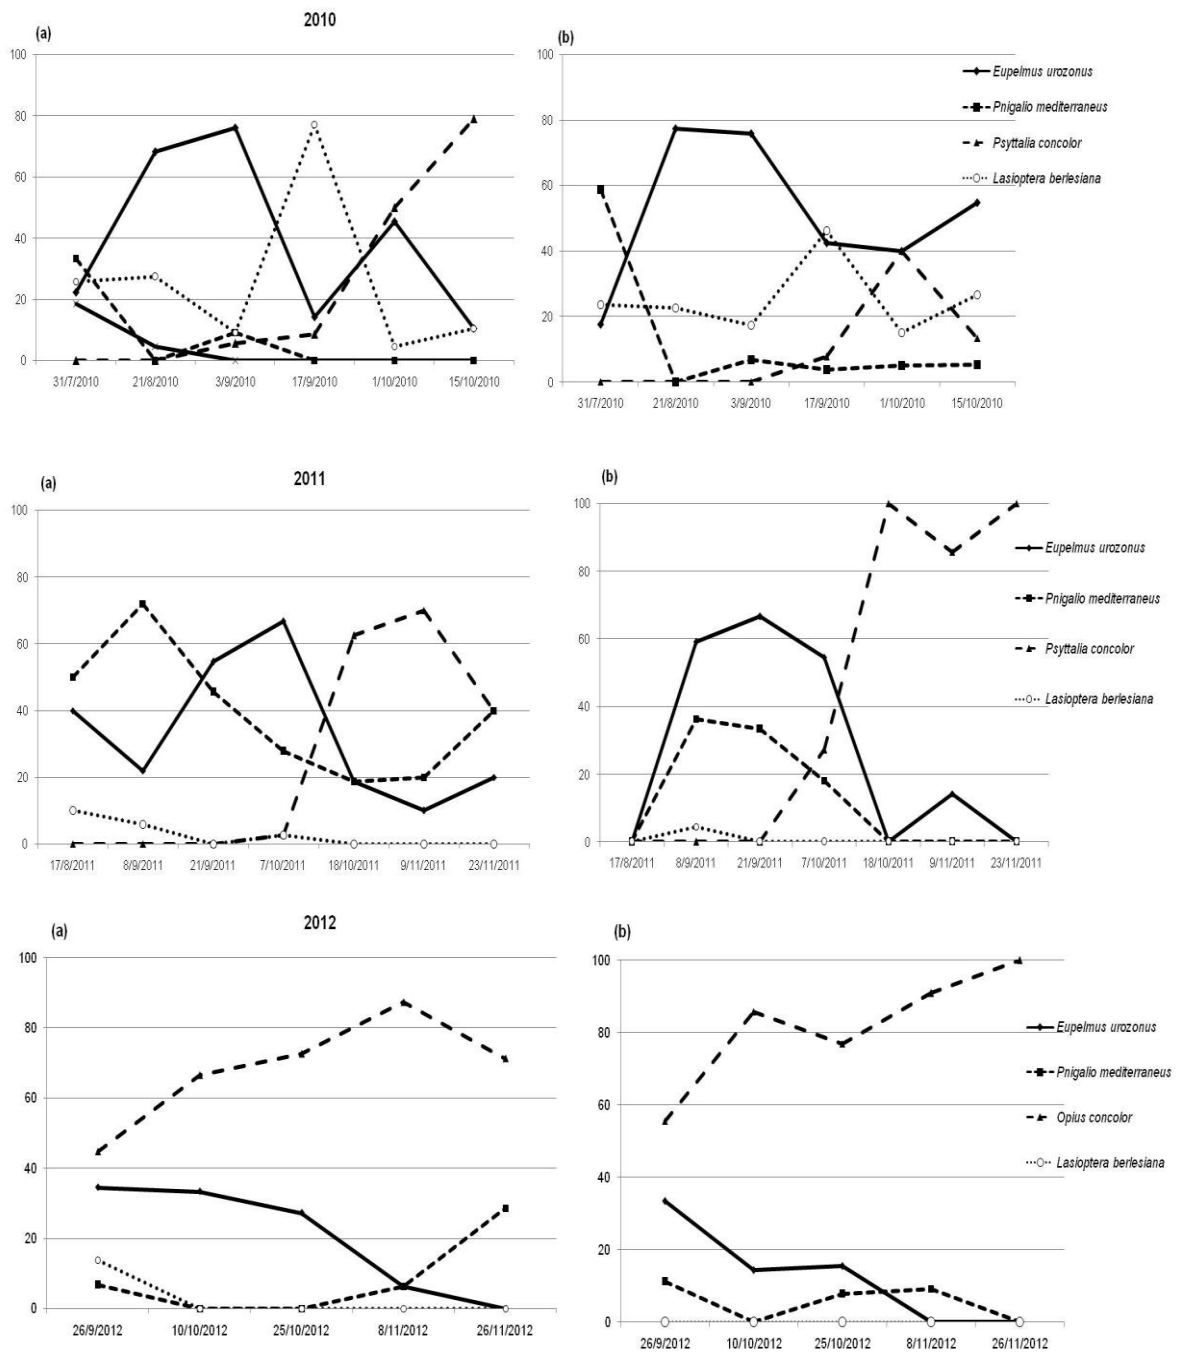 2010
(a)
100
80
60
40
20
0
31/7/2010 21/8/2010 3/9/2010 17/9/2010 1/10/2010 15/10/2010
(b)
100
80
60
40
20
0
31/7/2010 21/8/2010 3/9/2010 17/9/2010 1/10/2010 15/10/2010
Eupelmus urozonus
Pnigalio mediterraneus
Psyttalia concolor
Lasioptera berlesiana
2011
(a)
100
80
60
40
20
0
17/8/2011 8/9/2011 21/9/2011 7/10/2011 18/10/2011 9/11/2011 23/11/2011
(b)
100
80
60
40
20
0
17/8/2011 8/9/2011 21/9/2011 7/10/2011 18/10/2011 9/11/2011 23/11/2011
Eupelmus urozonus
Pnigalio mediterraneus
Psyttalia concolor
Lasioptera berlesiana
2012
(a)
100
80
60
40
20
0
26/9/2012 10/10/2012 25/10/2012 8/11/2012 26/11/2012
(b)
100
80
60
40
20
0
26/9/2012 10/10/2012 25/10/2012 8/11/2012 26/11/2012
Eupelmus urozonus
Pnigalio mediterraneus
Opius concolor
Lasioptera berlesiana